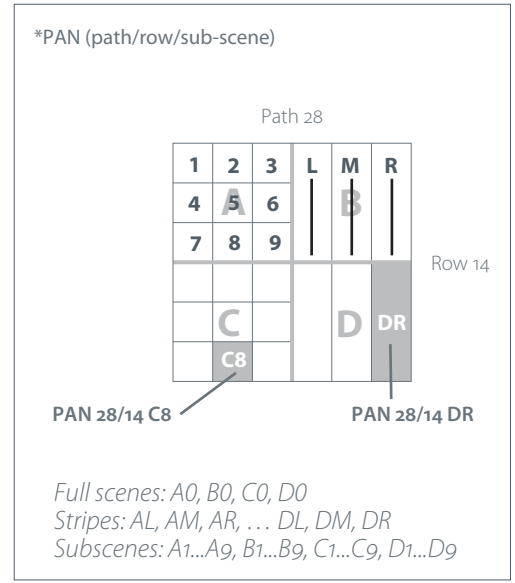 *PAN (path/row/sub-scene)
Path 28
1 2 3 L M R
4 A 5 6 B
7 8 9
Row 14
C D DR
C8
PAN 28/14 C8 PAN 28/14 DR
Full scenes: A0, B0, C0, D0
Stripes: AL, AM, AR, … DL, DM, DR
Subscenes: A1...A9, B1...B9, C1...C9, D1...D9